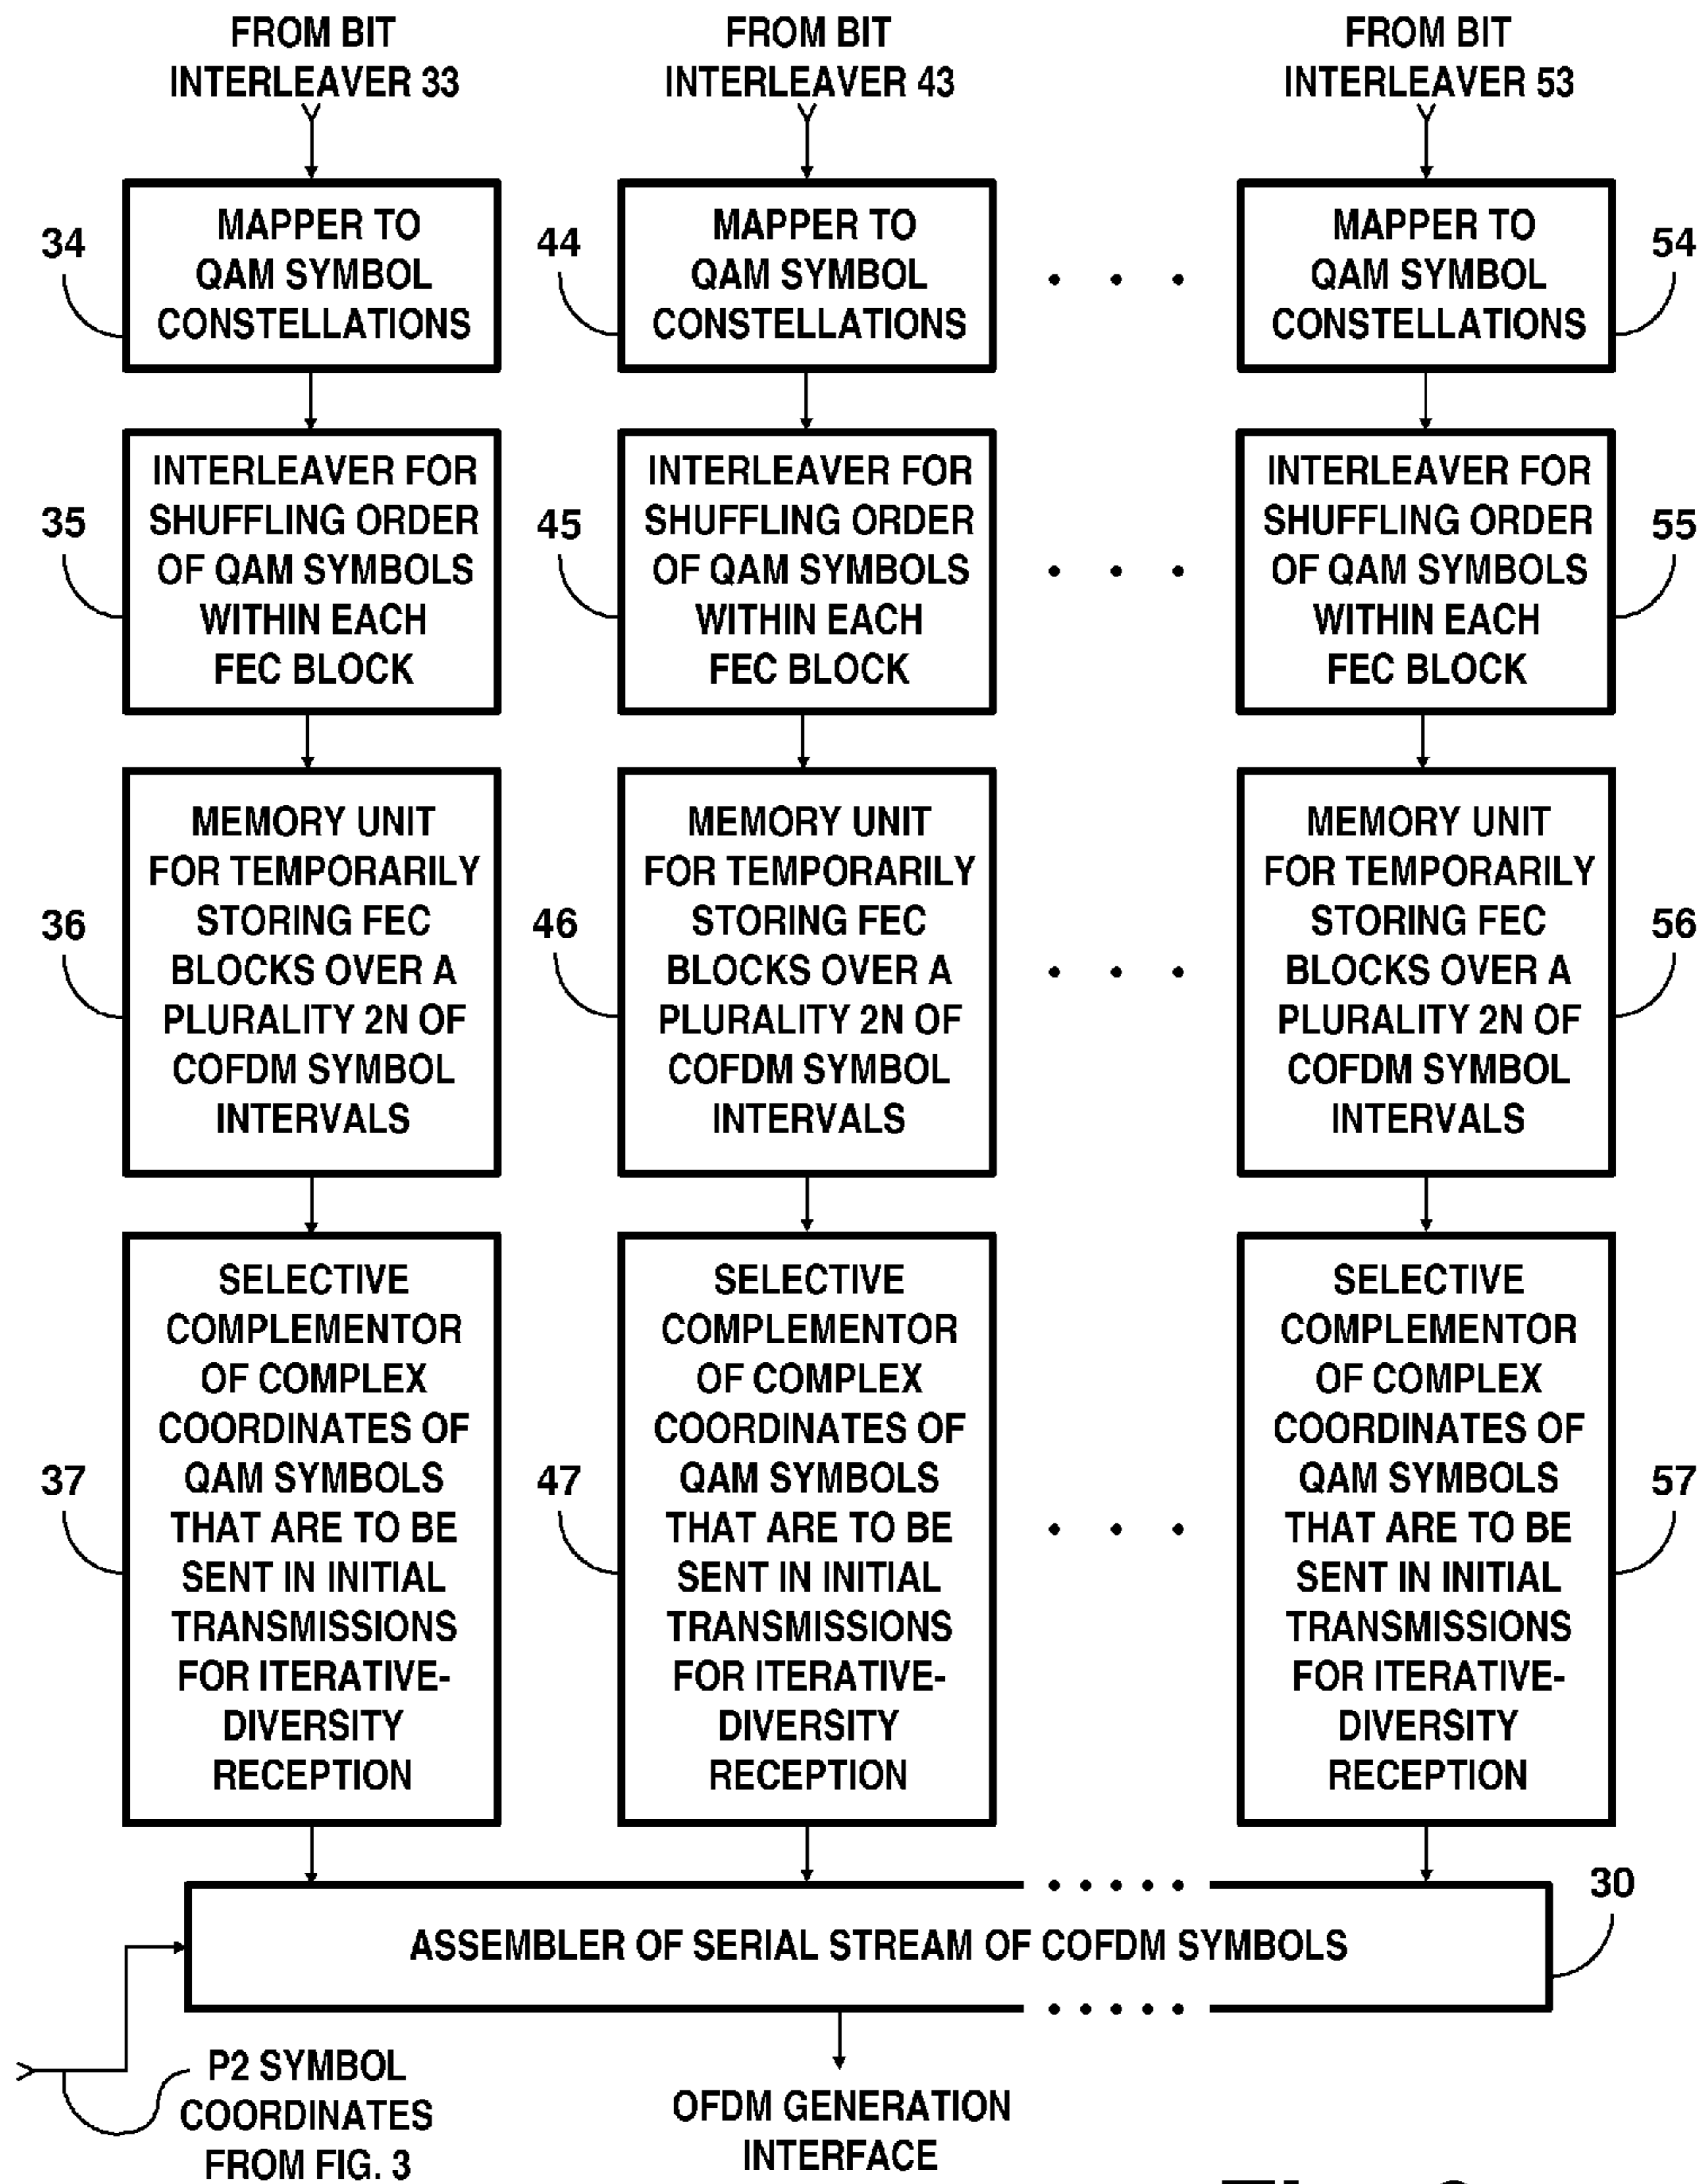 FROM BIT
INTERLEAVER 33
FROM BIT
INTERLEAVER 43
FROM BIT
INTERLEAVER 53
34
MAPPER TO
QAM SYMBOL
CONSTELLATIONS
44
MAPPER TO
QAM SYMBOL
CONSTELLATIONS
MAPPER TO
QAM SYMBOL
CONSTELLATIONS
54
35
INTERLEAVER FOR
SHUFFLING ORDER
OF QAM SYMBOLS
WITHIN EACH
FEC BLOCK
45
INTERLEAVER FOR
SHUFFLING ORDER
OF QAM SYMBOLS
WITHIN EACH
FEC BLOCK
INTERLEAVER FOR
SHUFFLING ORDER
OF QAM SYMBOLS
WITHIN EACH
FEC BLOCK
55
36
MEMORY UNIT
FOR TEMPORARILY
STORING FEC
BLOCKS OVER A
PLURALITY 2N OF
COFDM SYMBOL
INTERVALS
46
MEMORY UNIT
FOR TEMPORARILY
STORING FEC
BLOCKS OVER A
PLURALITY 2N OF
COFDM SYMBOL
INTERVALS
MEMORY UNIT
FOR TEMPORARILY
STORING FEC
BLOCKS OVER A
PLURALITY 2N OF
COFDM SYMBOL
INTERVALS
56
37
SELECTIVE
COMPLEMENTOR
OF COMPLEX
COORDINATES OF
QAM SYMBOLS
THAT ARE TO BE
SENT IN INITIAL
TRANSMISSIONS
FOR ITERATIVE-
DIVERSITY
RECEPTION
47
SELECTIVE
COMPLEMENTOR
OF COMPLEX
COORDINATES OF
QAM SYMBOLS
THAT ARE TO BE
SENT IN INITIAL
TRANSMISSIONS
FOR ITERATIVE-
DIVERSITY
RECEPTION
SELECTIVE
COMPLEMENTOR
OF COMPLEX
COORDINATES OF
QAM SYMBOLS
THAT ARE TO BE
SENT IN INITIAL
TRANSMISSIONS
FOR ITERATIVE-
DIVERSITY
RECEPTION
57
ASSEMBLER OF SERIAL STREAM OF COFDM SYMBOLS
30
P2 SYMBOL
COORDINATES
FROM FIG. 3
OFDM GENERATION
INTERFACE